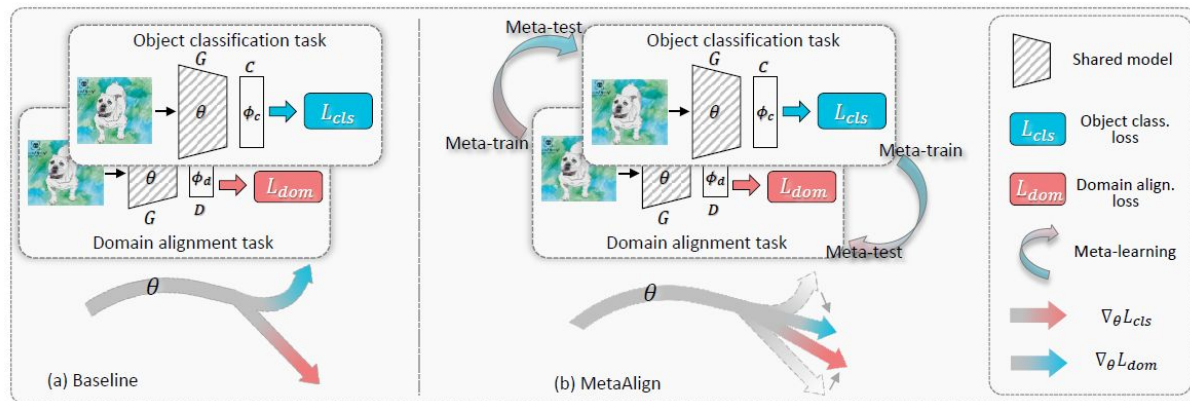 Object classification task
G
C
θ
ϕc
Lcls
θ
ϕd
Ldom
G
D
Domain alignment task
θ
(a) Baseline
Meta-test
Object classification task
G
C
θ
ϕc
Lcls
Meta-train
Meta-train
θ
ϕd
Ldom
G
D
Domain alignment task
Meta-test
θ
(b) MetaAlign
Shared model
Lcls
Object class.
loss
Ldom
Domain align.
loss
Meta-learning
∇θLcls
∇θLdom